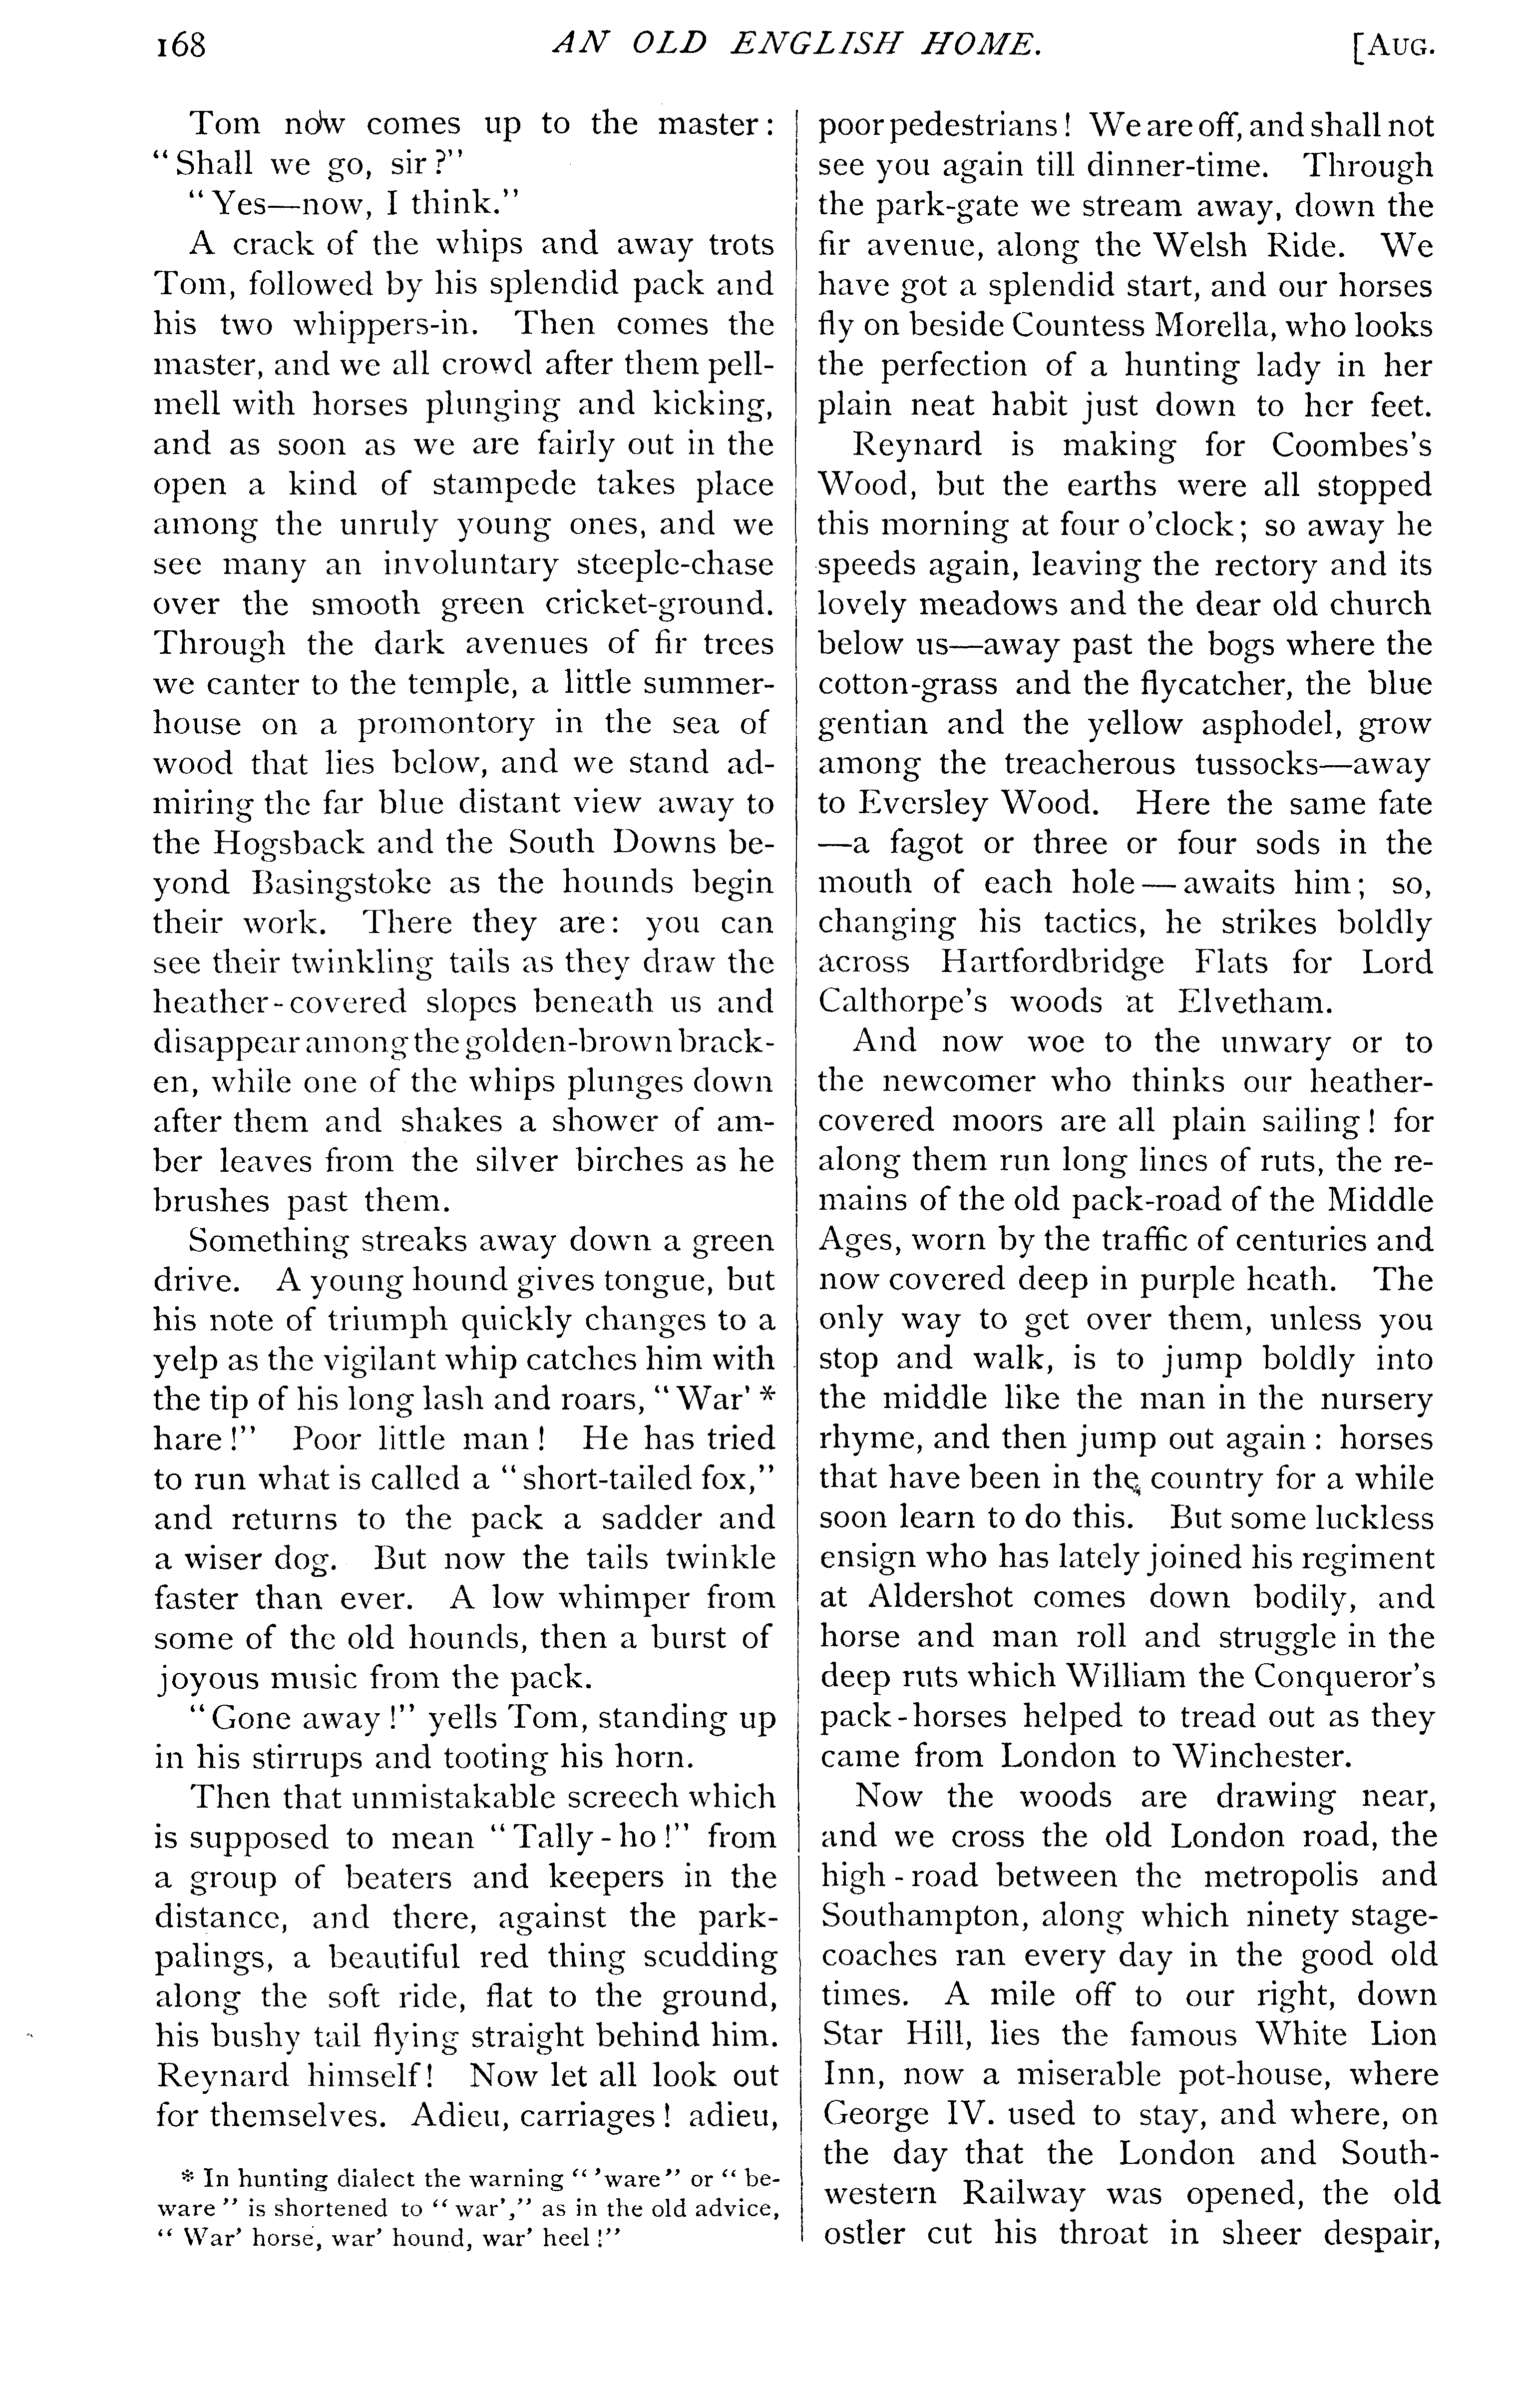 168 AN OLD ENGLISH HOME. [AUG.
Tom now comes up to the master:
"Shall we go, sir?"
"Yes—now, I think."
A crack of the whips and away trots
Tom, followed by his splendid pack and
his two whippers-in. Then comes the
master, and we all crowd after them pell-
mell with horses plunging and kicking,
and as soon as we are fairly out in the
open a kind of stampede takes place
among the unruly young ones, and we
see many an involuntary steeple-chase
over the smooth green cricket-ground.
Through the dark avenues of fir trees
we canter to the temple, a little summer-
house on a promontory in the sea of
wood that lies below, and we stand ad-
miring the far blue distant view away to
the Hogsback and the South Downs be-
yond Basingstoke as the hounds begin
their work. There they are: you can
see their twinkling tails as they draw the
heather-covered slopes beneath us and
disappear among the golden-brown brack-
en, while one of the whips plunges down
after them and shakes a shower of am-
ber leaves from the silver birches as he
brushes past them.
Something streaks away down a green
drive. A young hound gives tongue, but
his note of triumph quickly changes to a
yelp as the vigilant whip catches him with
the tip of his long lash and roars, "War' *
hare!" Poor little man! He has tried
to run what is called a "short-tailed fox,"
and returns to the pack a sadder and
a wiser dog. But now the tails twinkle
faster than ever. A low whimper from
some of the old hounds, then a burst of
joyous music from the pack.
"Gone away!" yells Tom, standing up
in his stirrups and tooting his horn.
Then that unmistakable screech which
is supposed to mean "Tally-ho!" from
a group of beaters and keepers in the
distance, and there, against the park-
palings, a beautiful red thing scudding
along the soft ride, flat to the ground,
his bushy tail flying straight behind him.
Reynard himself! Now let all look out
for themselves. Adieu, carriages! adieu,
* In hunting dialect the warning "'ware" or "be-
ware" is shortened to "war'," as in the old advice,
"War' horse, war' hound, war' heel!"
poor pedestrians! We are off, and shall not
see you again till dinner-time. Through
the park-gate we stream away, down the
fir avenue, along the Welsh Ride. We
have got a splendid start, and our horses
fly on beside Countess Morella, who looks
the perfection of a hunting lady in her
plain neat habit just down to her feet.
Reynard is making for Coombes's
Wood, but the earths were all stopped
this morning at four o'clock; so away he
speeds again, leaving the rectory and its
lovely meadows and the dear old church
below us—away past the bogs where the
cotton-grass and the flycatcher, the blue
gentian and the yellow asphodel, grow
among the treacherous tussocks—away
to Eversley Wood. Here the same fate
—a fagot or three or four sods in the
mouth of each hole—awaits him; so,
changing his tactics, he strikes boldly
across Hartfordbridge Flats for Lord
Calthorpe's woods at Elvetham.
And now woe to the unwary or to
the newcomer who thinks our heather-
covered moors are all plain sailing! for
along them run long lines of ruts, the re-
mains of the old pack-road of the Middle
Ages, worn by the traffic of centuries and
now covered deep in purple heath. The
only way to get over them, unless you
stop and walk, is to jump boldly into
the middle like the man in the nursery
rhyme, and then jump out again: horses
that have been in the country for a while
soon learn to do this. But some luckless
ensign who has lately joined his regiment
at Aldershot comes down bodily, and
horse and man roll and struggle in the
deep ruts which William the Conqueror's
pack-horses helped to tread out as they
came from London to Winchester.
Now the woods are drawing near,
and we cross the old London road, the
high-road between the metropolis and
Southampton, along which ninety stage-
coaches ran every day in the good old
times. A mile off to our right, down
Star Hill, lies the famous White Lion
Inn, now a miserable pot-house, where
George IV. used to stay, and where, on
the day that the London and South-
western Railway was opened, the old
ostler cut his throat in sheer despair,